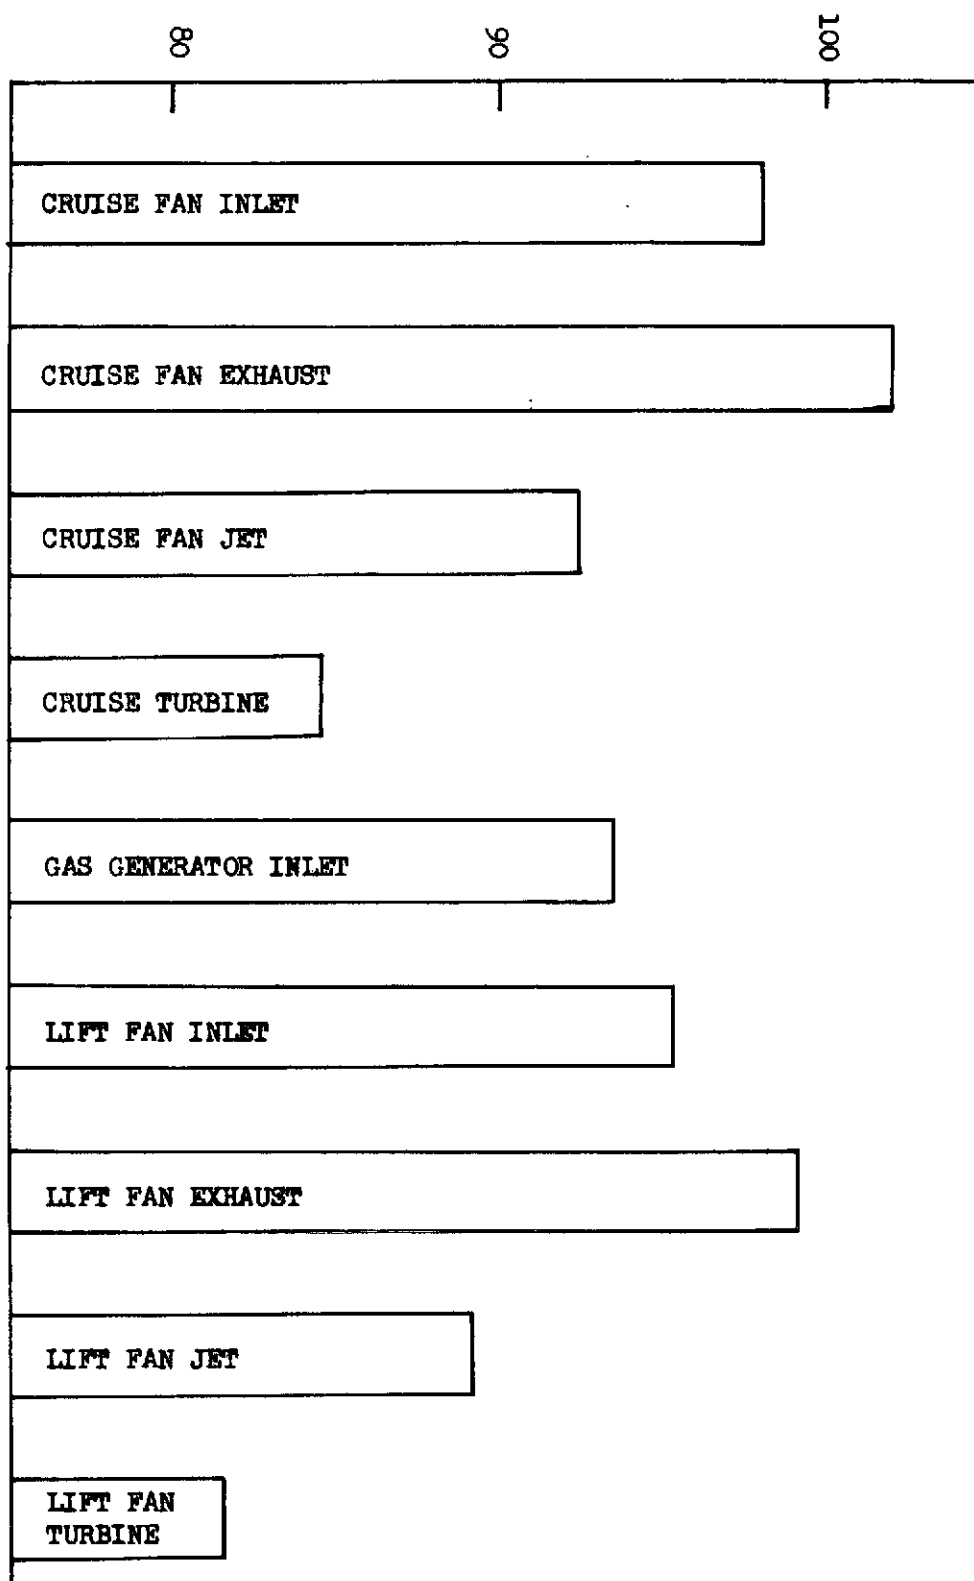 80
90
100
CRUISE FAN INLET
CRUISE FAN EXHAUST
CRUISE FAN JET
CRUISE TURBINE
GAS GENERATOR INLET
LIFT FAN INLET
LIFT FAN EXHAUST
LIFT FAN JET
LIFT FAN
TURBINE